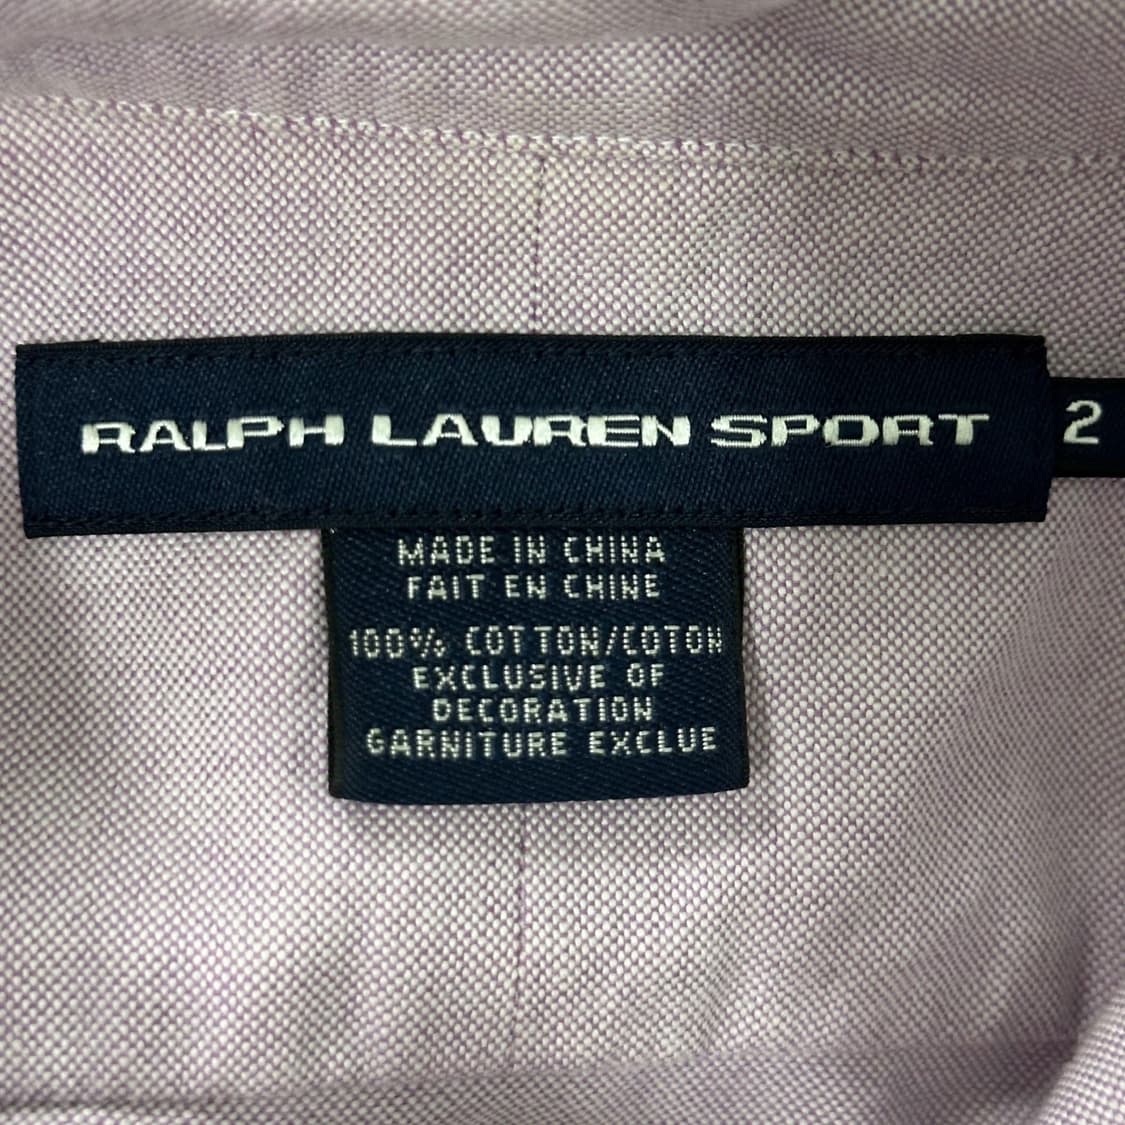 RALPH LAUREN SPORT
2
MADE IN CHINA
FAIT EN CHINE
100% COTTON/COTON
EXCLUSIVE OF
DECORATION
GARNITURE EXCLUE